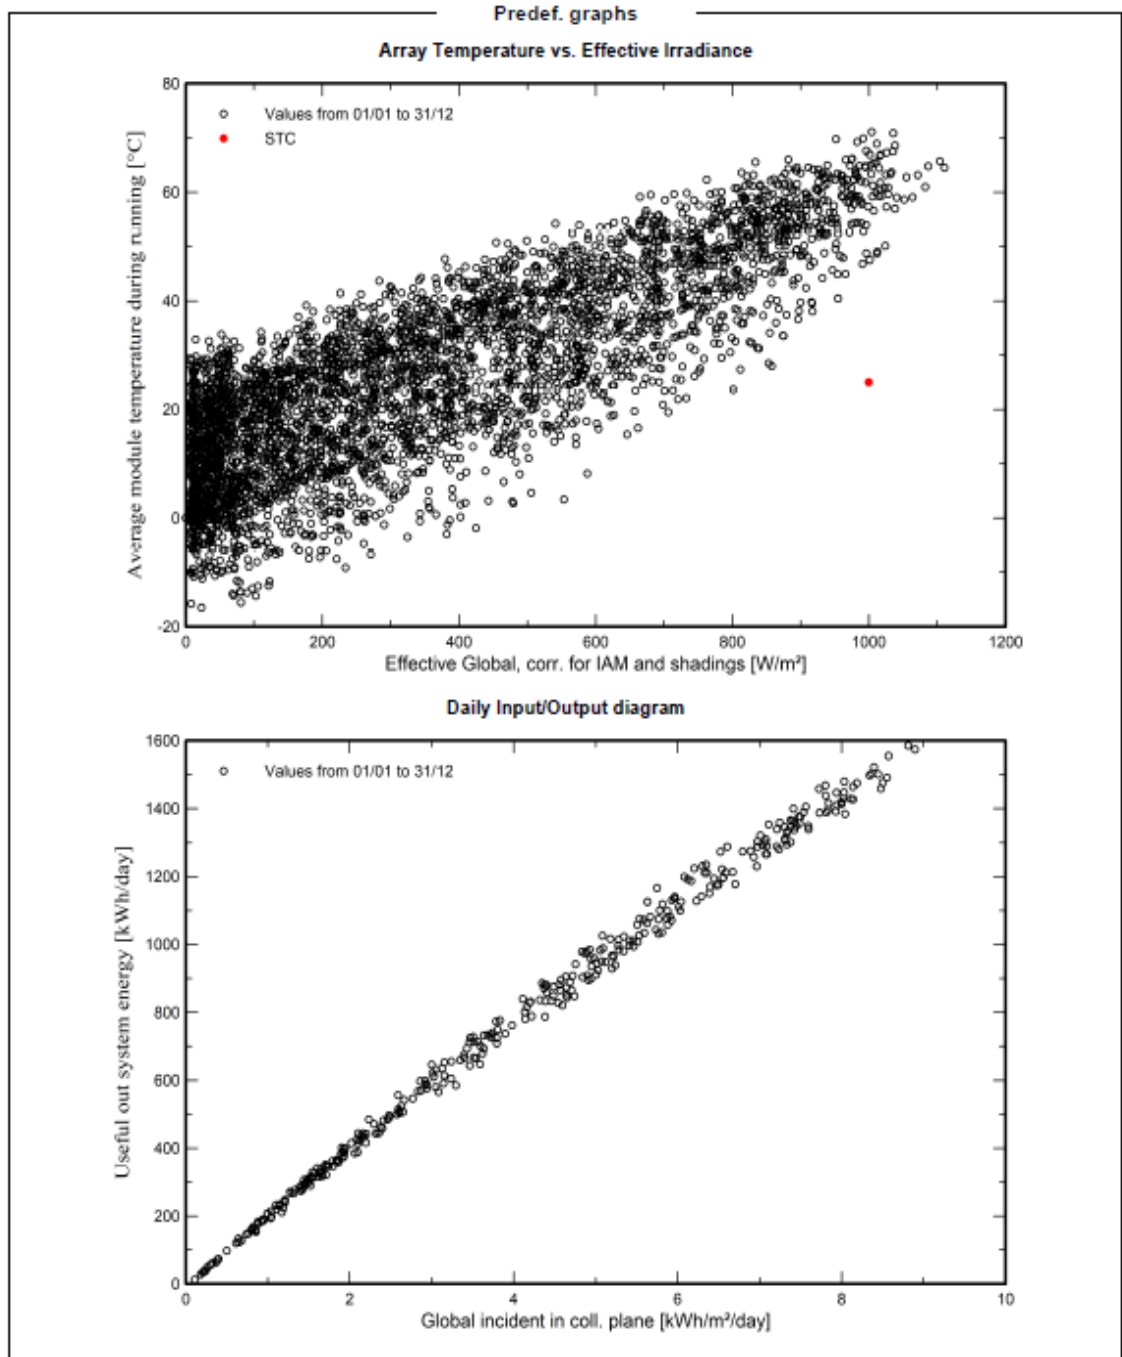 Predef. graphs
Array Temperature vs. Effective Irradiance
80
60
40
20
0
-20
Average module temperature during running [°C]
Values from 01/01 to 31/12
STC
0 200 400 600 800 1000 1200
Effective Global, corr. for IAM and shadings [W/m²]
Daily Input/Output diagram
1600
1400
1200
1000
800
600
400
200
0
Useful out system energy [kWh/day]
Values from 01/01 to 31/12
0 2 4 6 8 10
Global incident in coll. plane [kWh/m²/day]